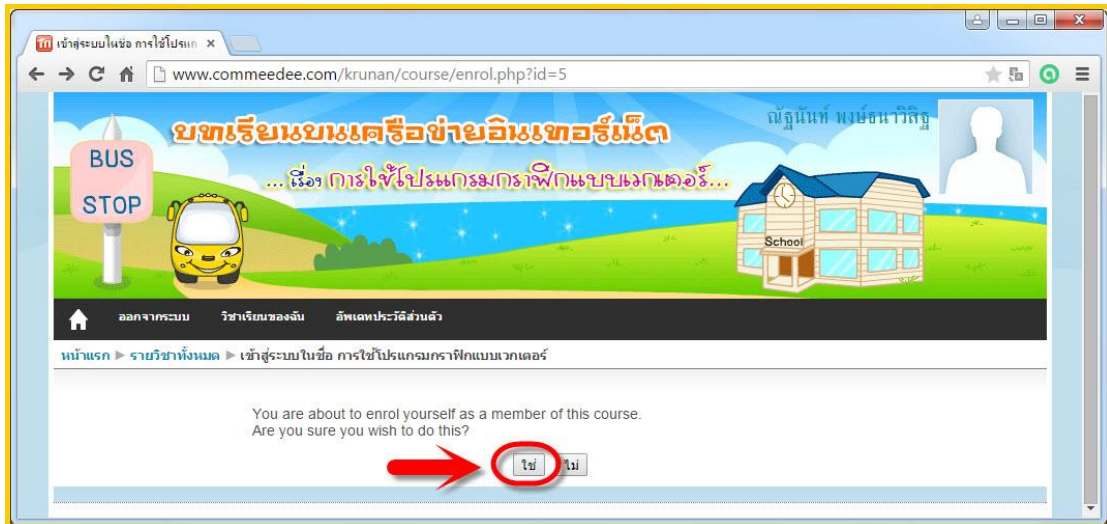 เข้าสู่ระบบในชื่อ การใช้โปรแก
www.commeedee.com/krunan/course/enrol.php?id=5
บทเรียนบนเครือข่ายอินเทอร์เน็ต
ณัฐนันท์ พงษ์ธนาวิสิฐ
BUS
STOP
... เรื่อง การใช้โปรแกรมกราฟิกแบบเวกเตอร์...
School
ออกจากระบบ วิชาเรียนของฉัน อัพเดทประวัติส่วนตัว
หน้าแรก ► รายวิชาทั้งหมด ► เข้าสู่ระบบในชื่อ การใช้โปรแกรมกราฟิกแบบเวกเตอร์
You are about to enrol yourself as a member of this course.
Are you sure you wish to do this?
ใช่ ไม่